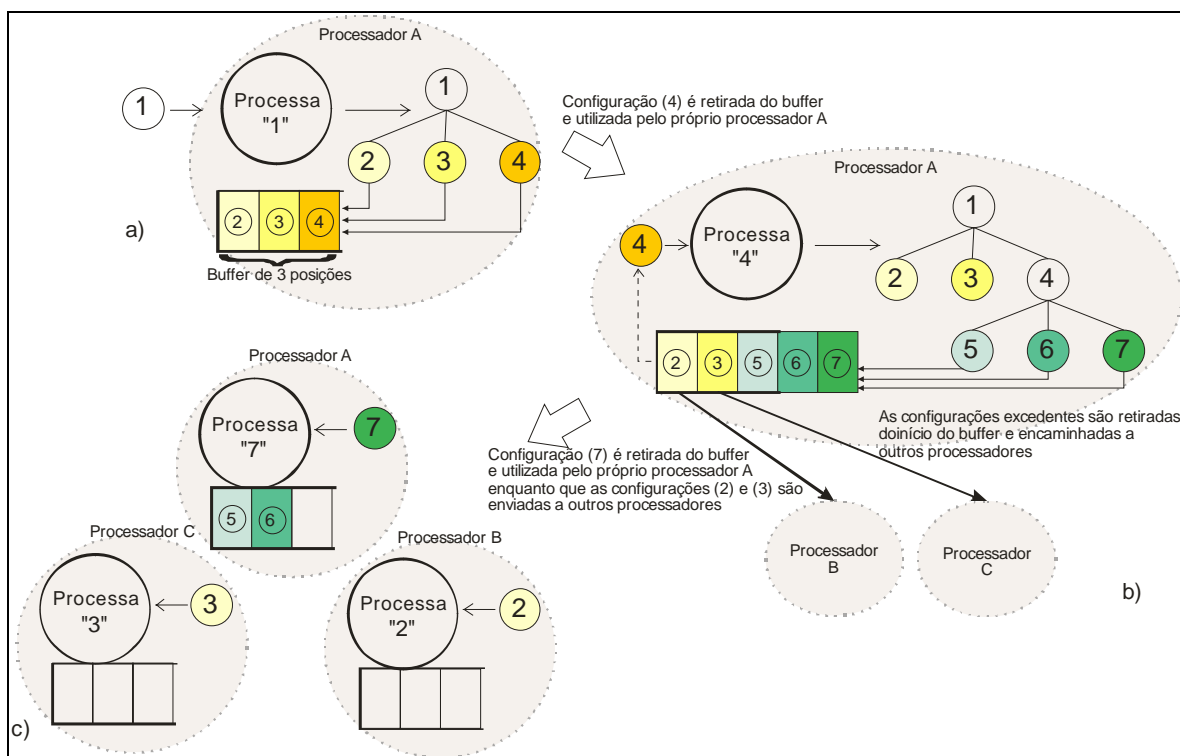 Processador A
1
Processa
"1"
1
2
3
4
2
3
4
a)
Buffer de 3 posições
Configuração (4) é retirada do buffer
e utilizada pelo próprio processador A
Processador A
4
Processa
"4"
1
2
3
4
5
6
7
2
3
5
6
7
As configurações excedentes são retiradas
doinício do buffer e encaminhadas a
outros processadores
Processador
B
Processador
C
b)
Configuração (7) é retirada do buffer
e utilizada pelo próprio processador A
enquanto que as configurações (2) e (3) são
enviadas a outros processadores
Processador A
Processa
"7"
7
5
6
Processador C
Processa
"3"
3
Processador B
Processa
"2"
2
c)